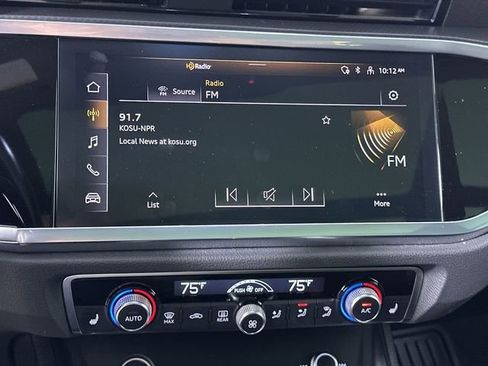 HD Radio
10:12 AM
FM Source
Radio
FM
91.7
KOSU-NPR
Local News at kosu.org
FM
List
More
75°F PUSH OFF 75°F
AUTO MAX REAR A/C